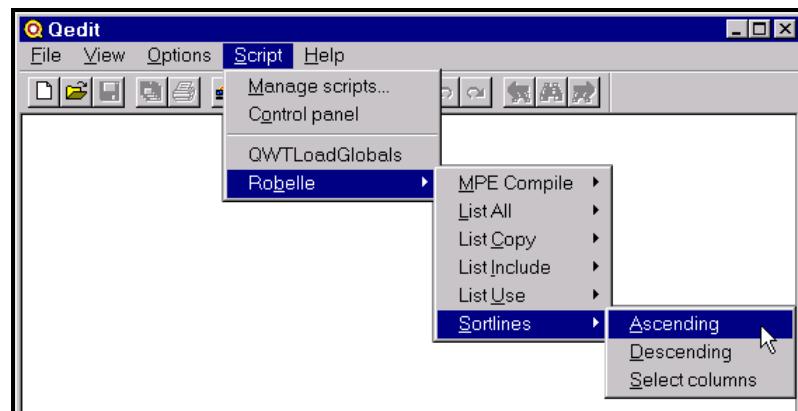 Qedit
File View Options Script Help
Manage scripts...
Control panel
QWTLoadGlobals
Robelle
MPE Compile
List All
List Copy
List Include
List Use
Sortlines
Ascending
Descending
Select columns